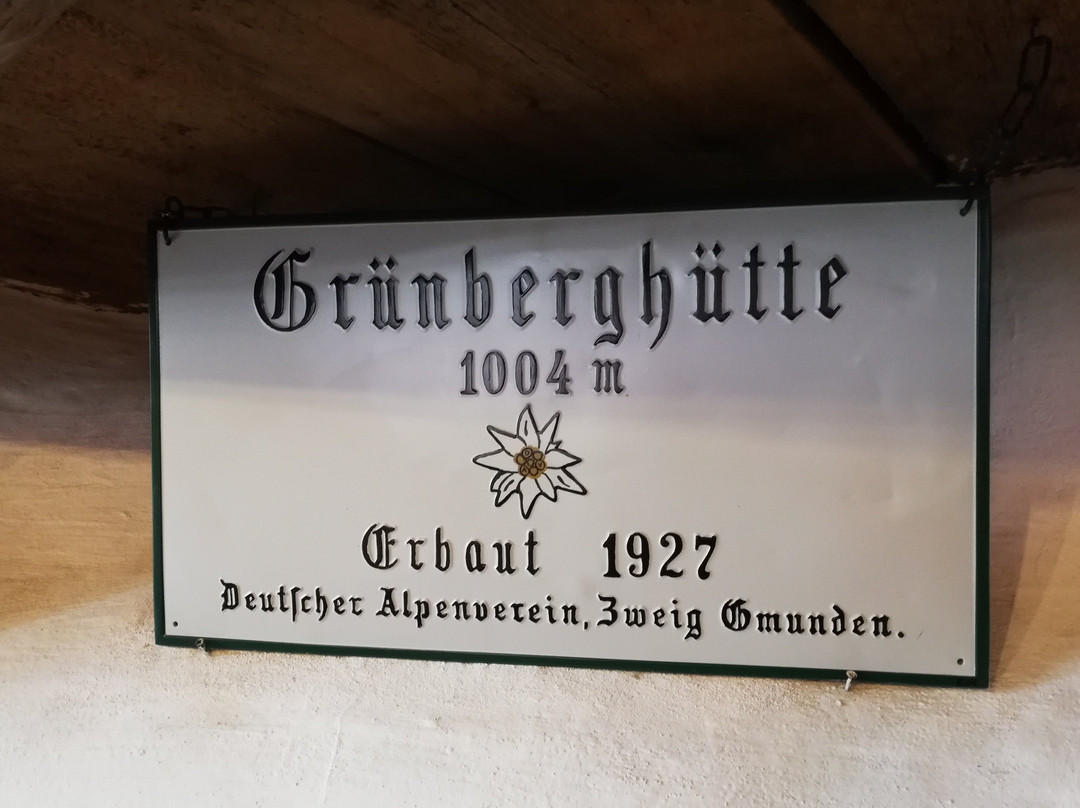 Grünberghütte
1004 m
Erbaut 1927
Deutſcher Alpenverein, Zweig Gmunden.